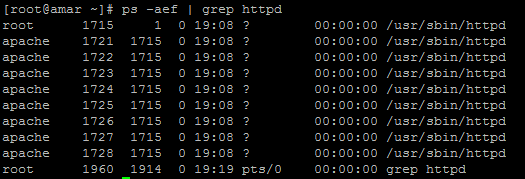 [root@amar ~]# ps -aef | grep httpd
root 1715 1 0 19:08 ? 00:00:00 /usr/sbin/httpd
apache 1721 1715 0 19:08 ? 00:00:00 /usr/sbin/httpd
apache 1722 1715 0 19:08 ? 00:00:00 /usr/sbin/httpd
apache 1723 1715 0 19:08 ? 00:00:00 /usr/sbin/httpd
apache 1724 1715 0 19:08 ? 00:00:00 /usr/sbin/httpd
apache 1725 1715 0 19:08 ? 00:00:00 /usr/sbin/httpd
apache 1726 1715 0 19:08 ? 00:00:00 /usr/sbin/httpd
apache 1727 1715 0 19:08 ? 00:00:00 /usr/sbin/httpd
apache 1728 1715 0 19:08 ? 00:00:00 /usr/sbin/httpd
root 1960 1914 0 19:19 pts/0 00:00:00 grep httpd